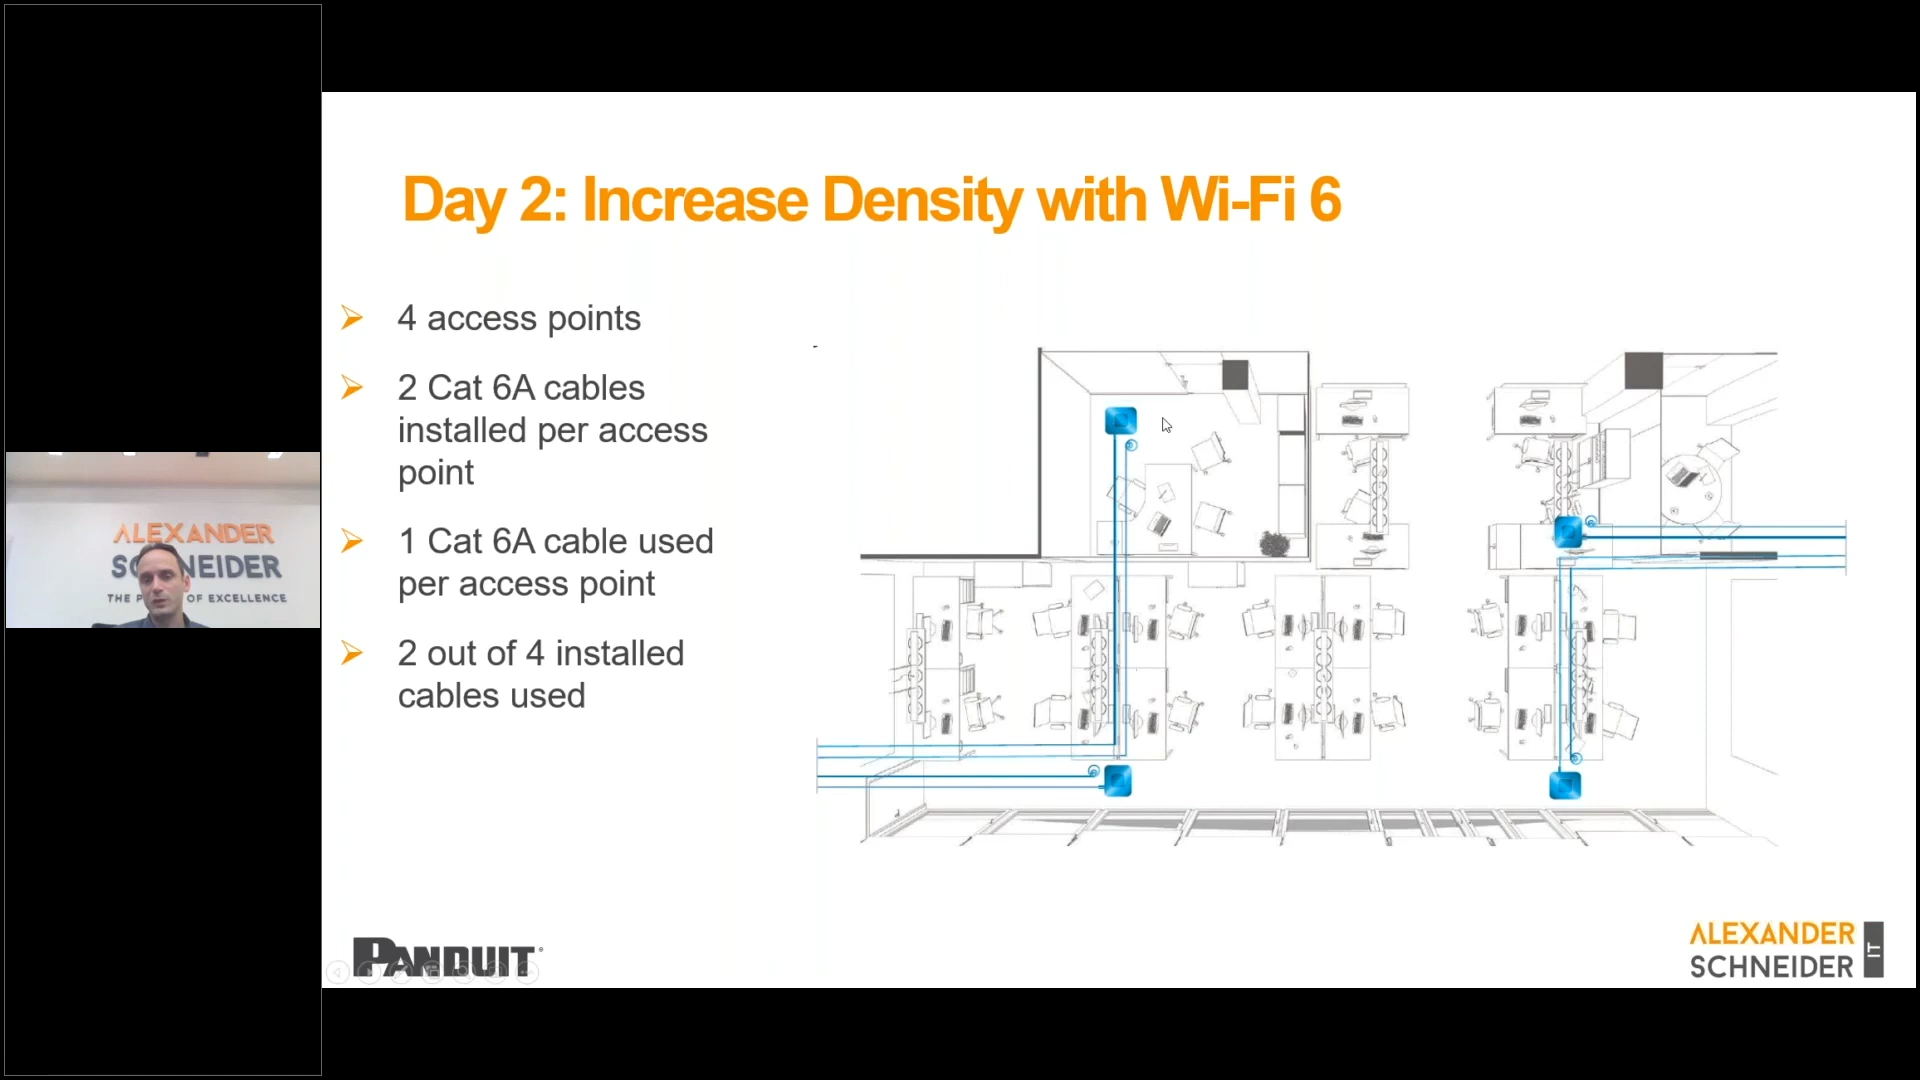 Day 2: Increase Density with Wi-Fi 6
4 access points
2 Cat 6A cables
installed per access
point
1 Cat 6A cable used
per access point
2 out of 4 installed
cables used
ALEXANDER
SCHNEIDER
THE P OF EXCELLENCE
PANDUIT
ALEXANDER
SCHNEIDER
IT